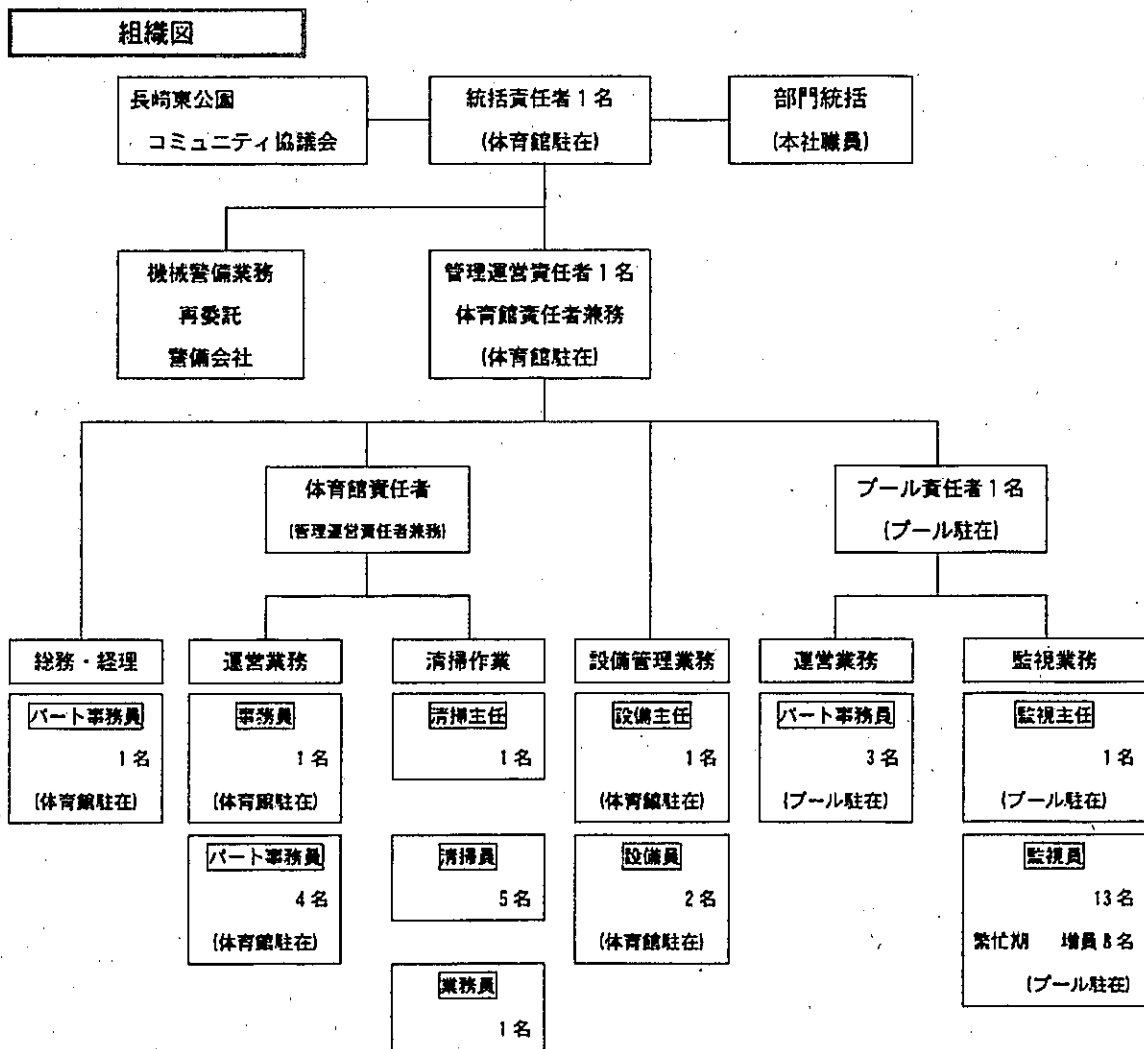 組織図
長崎東公園
コミュニティ協議会
統括責任者1名
(体育館駐在)
部門統括
(本社職員)
機械警備業務
再委託
警備会社
管理運営責任者1名
体育館責任者兼務
(体育館駐在)
体育館責任者
(管理運営責任者兼務)
プール責任者1名
(プール駐在)
総務・経理
運営業務
清掃作業
設備管理業務
運営業務
監視業務
パート事務員
1名
(体育館駐在)
事務員
1名
(体育館駐在)
清掃主任
1名
設備主任
1名
(体育館駐在)
パート事務員
3名
(プール駐在)
監視主任
1名
(プール駐在)
パート事務員
4名
(体育館駐在)
清掃員
5名
設備員
2名
(体育館駐在)
監視員
13名
繁忙期 増員8名
(プール駐在)
業務員
1名